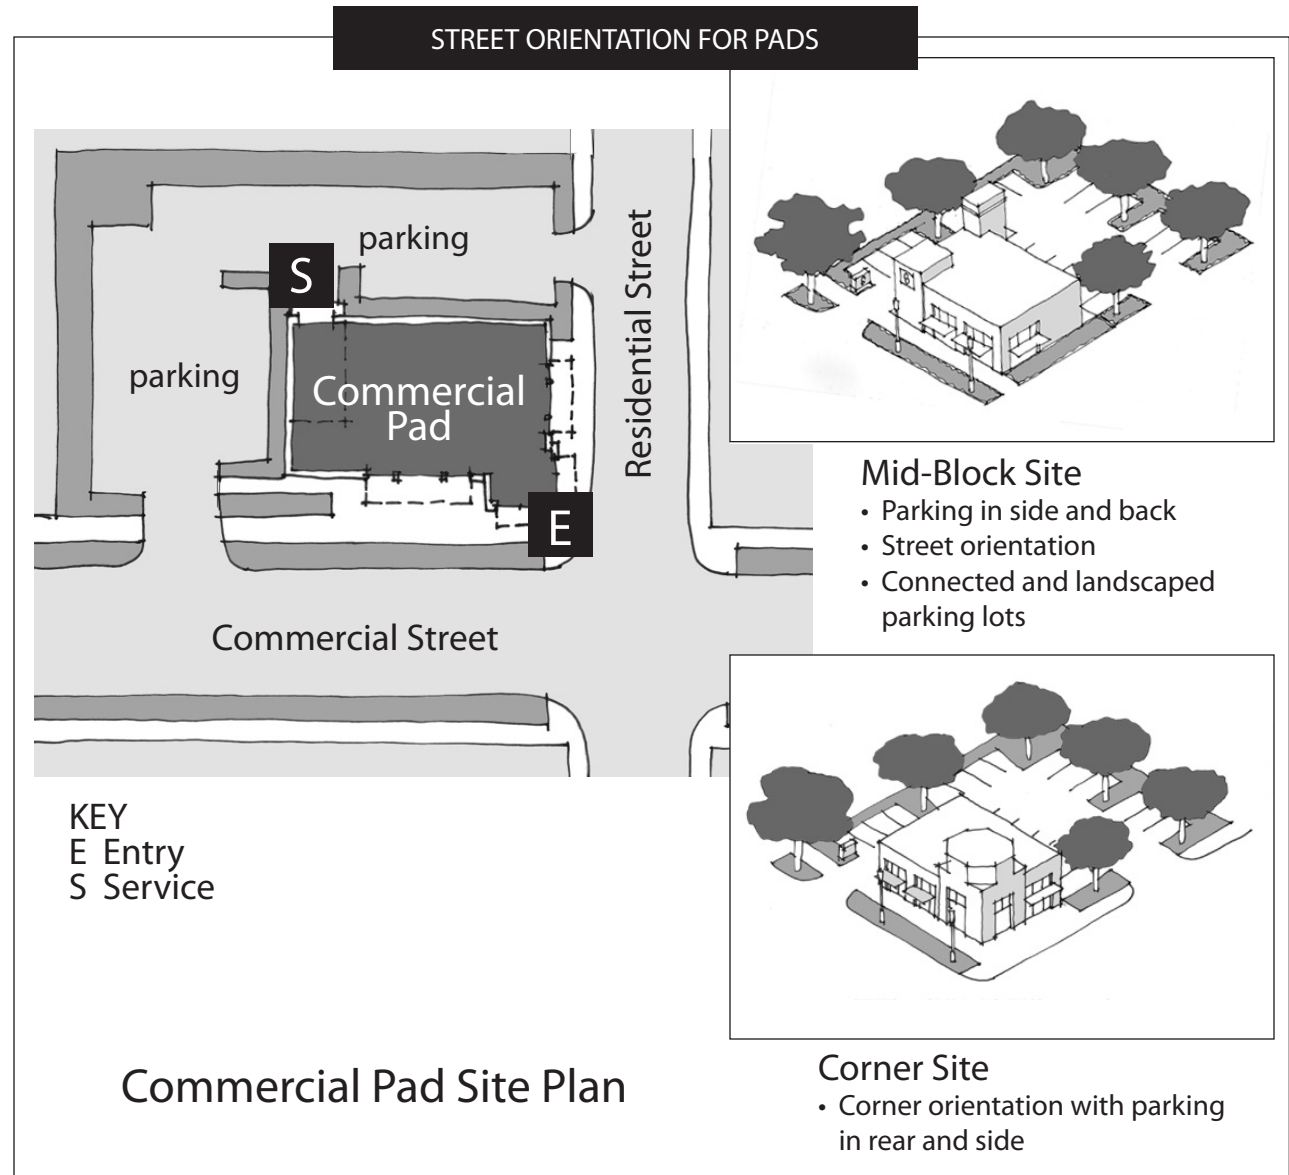 STREET ORIENTATION FOR PADS
parking
S
parking
Commercial
Pad
Residential Street
E
Commercial Street
KEY
E Entry
S Service
Commercial Pad Site Plan
Mid-Block Site
• Parking in side and back
• Street orientation
• Connected and landscaped
parking lots
Corner Site
• Corner orientation with parking
in rear and side